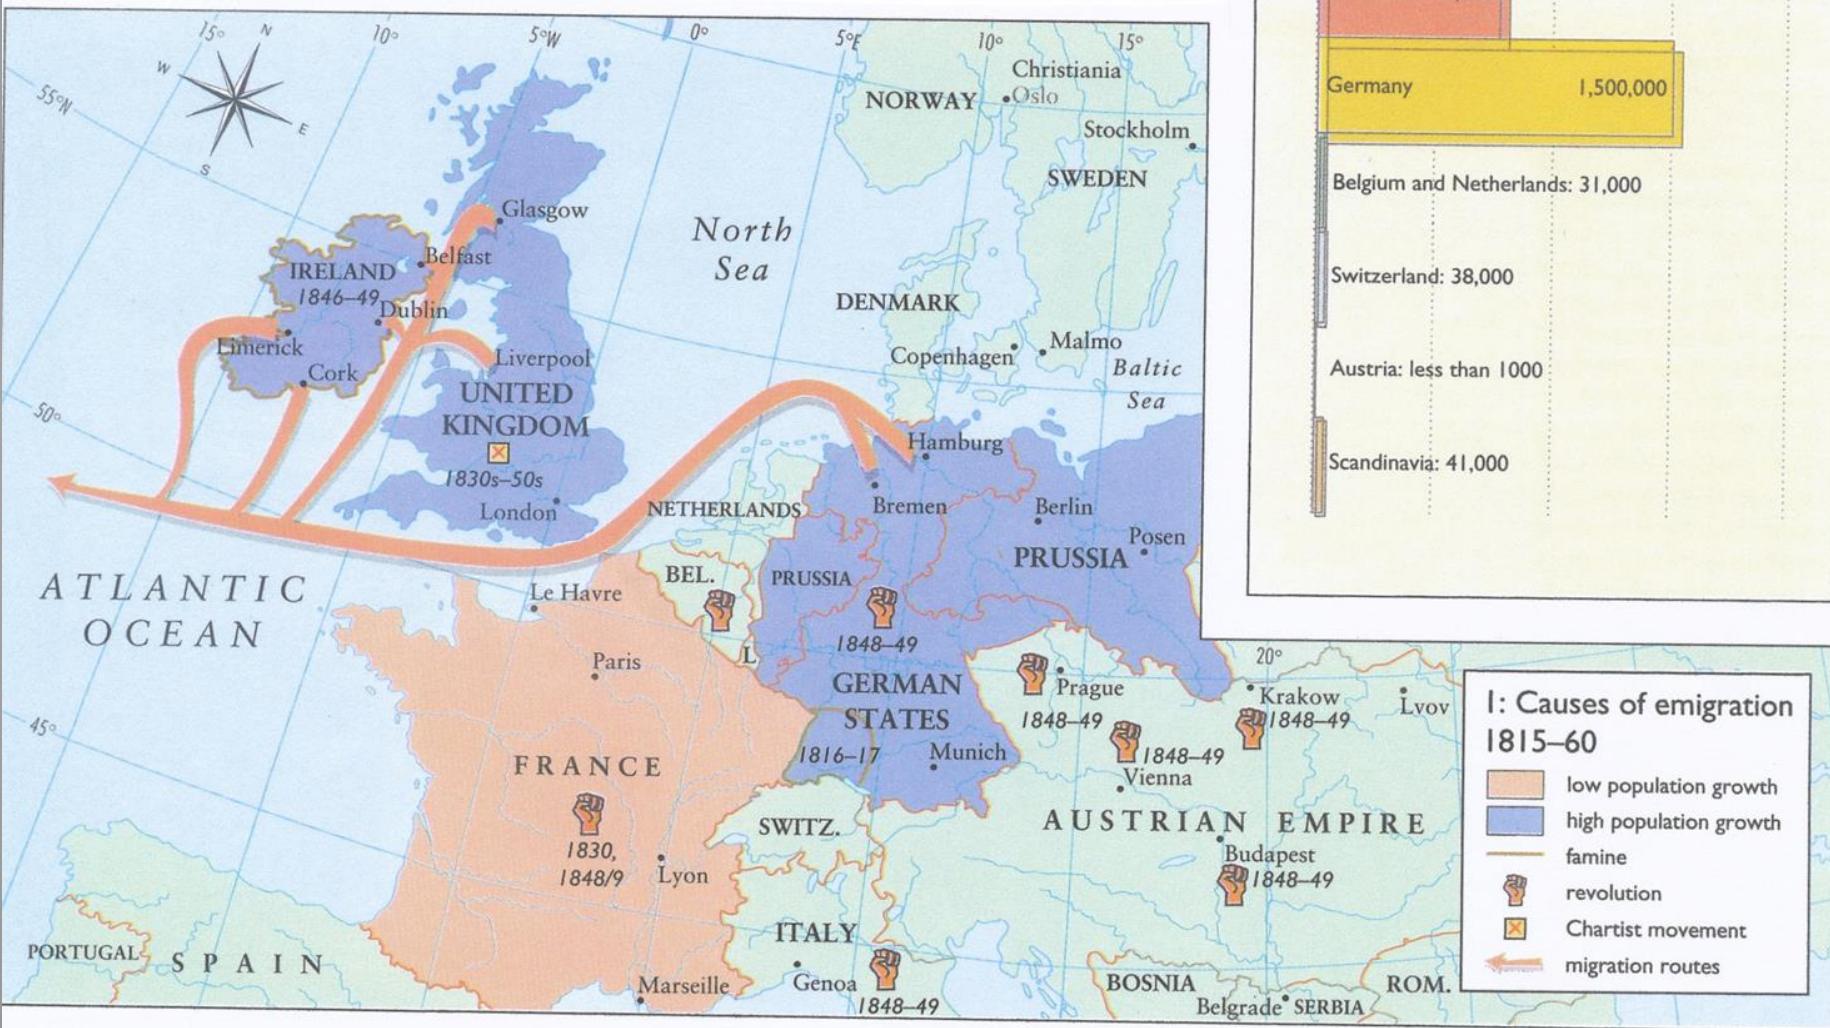 15°
10°
5°W
0°
5°E
10°
15°
N
W
E
S
55°N
50°
45°
20°
Christiania
NORWAY
Oslo
Stockholm
SWEDEN
Glasgow
North
Sea
Belfast
IRELAND
1846–49
Dublin
DENMARK
Limerick
Liverpool
Copenhagen
Malmo
Baltic
Sea
Cork
UNITED
KINGDOM
1830s–50s
London
Hamburg
NETHERLANDS
Bremen
Berlin
Posen
PRUSSIA
BEL.
PRUSSIA
ATLANTIC
OCEAN
Le Havre
1848–49
L
Paris
GERMAN
STATES
Prague
1848–49
Krakow
1848–49
Lvov
1816–17
Munich
1848–49
Vienna
FRANCE
1830,
1848/9
Lyon
SWITZ.
AUSTRIAN EMPIRE
Budapest
1848–49
ITALY
PORTUGAL
SPAIN
Marseille
Genoa
1848–49
BOSNIA
Belgrade
SERBIA
ROM.
Germany 1,500,000
Belgium and Netherlands: 31,000
Switzerland: 38,000
Austria: less than 1000
Scandinavia: 41,000
1: Causes of emigration
1815–60
low population growth
high population growth
famine
revolution
Chartist movement
migration routes